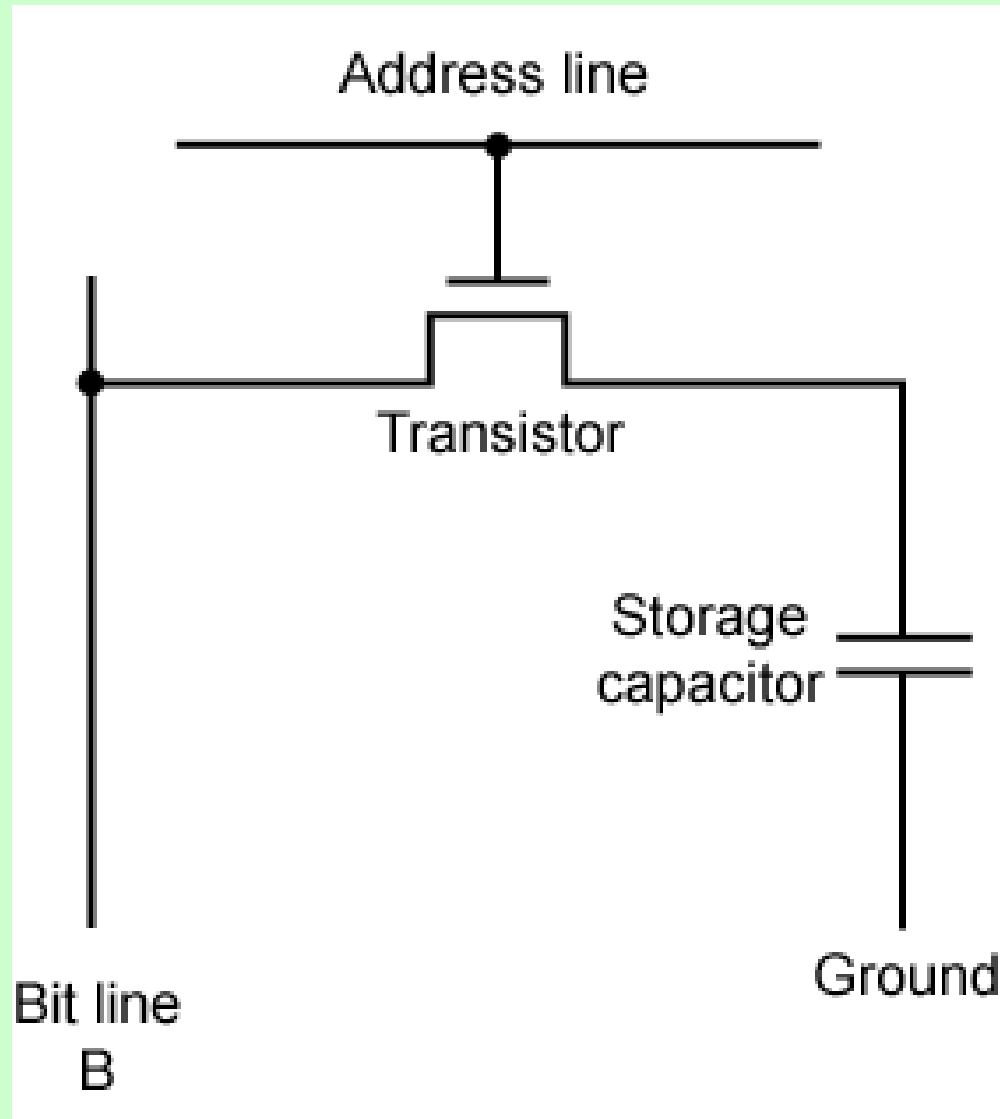 Address line
Transistor
Storage
capacitor
Ground
Bit line
B